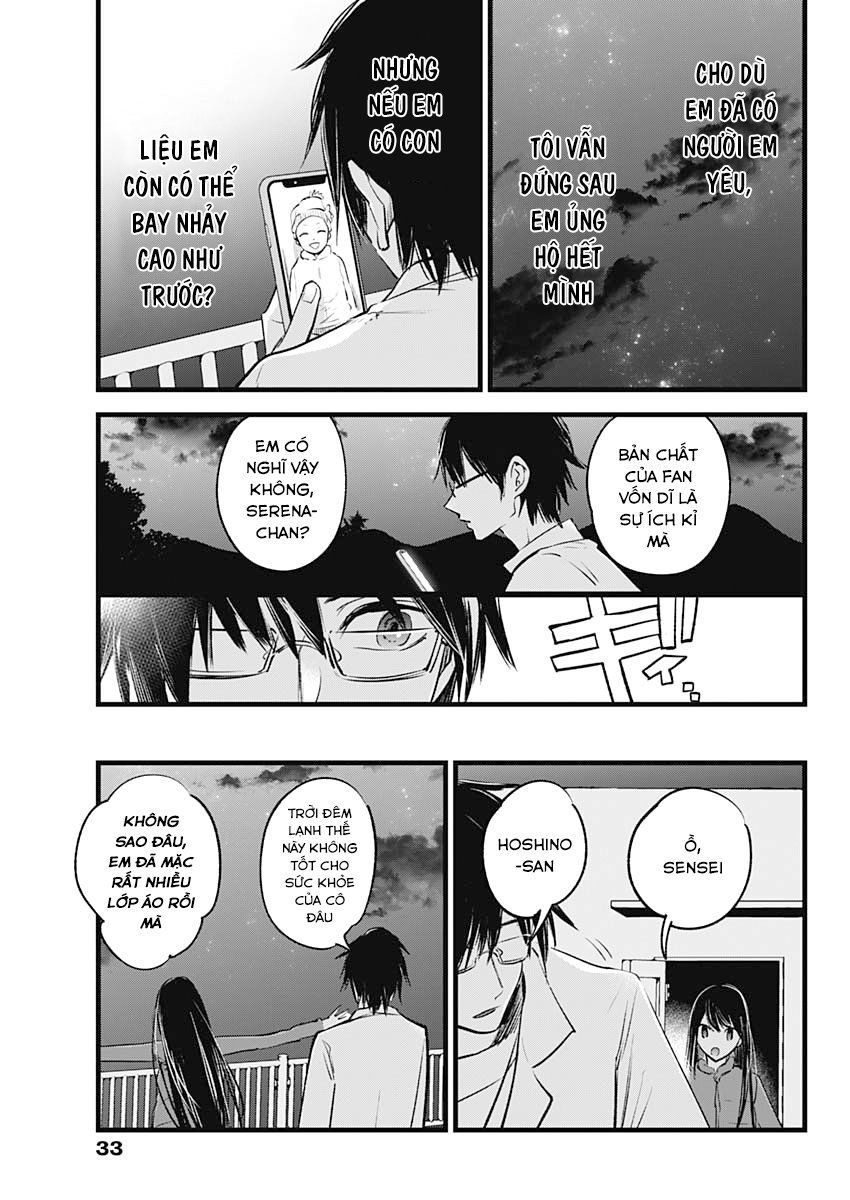 CHO DÙ
EM ĐÃ CÓ
NGƯỜI EM
YÊU,
TÔI VẪN
ĐỨNG SAU
EM ỦNG
HỘ HẾT
MÌNH
NHƯNG
NẾU EM
CÓ CON
LIỆU EM
CÒN CÓ THỂ
BAY NHẢY
CAO NHƯ
TRƯỚC?
BẢN CHẤT
CỦA FAN
VỐN DĨ LÀ
SỰ ÍCH KỈ
MÀ
EM CÓ
NGHĨ VẬY
KHÔNG,
SERENA-
CHAN?
キィ
Ồ,
SENSEI
HOSHINO
-SAN
TRỜI ĐÊM
LẠNH THẾ
NÀY KHÔNG
TỐT CHO
SỨC KHỎE
CỦA CÔ
ĐÂU
KHÔNG
SAO ĐÂU,
EM ĐÃ MẶC
RẤT NHIỀU
LỚP ÁO RỒI
MÀ
33